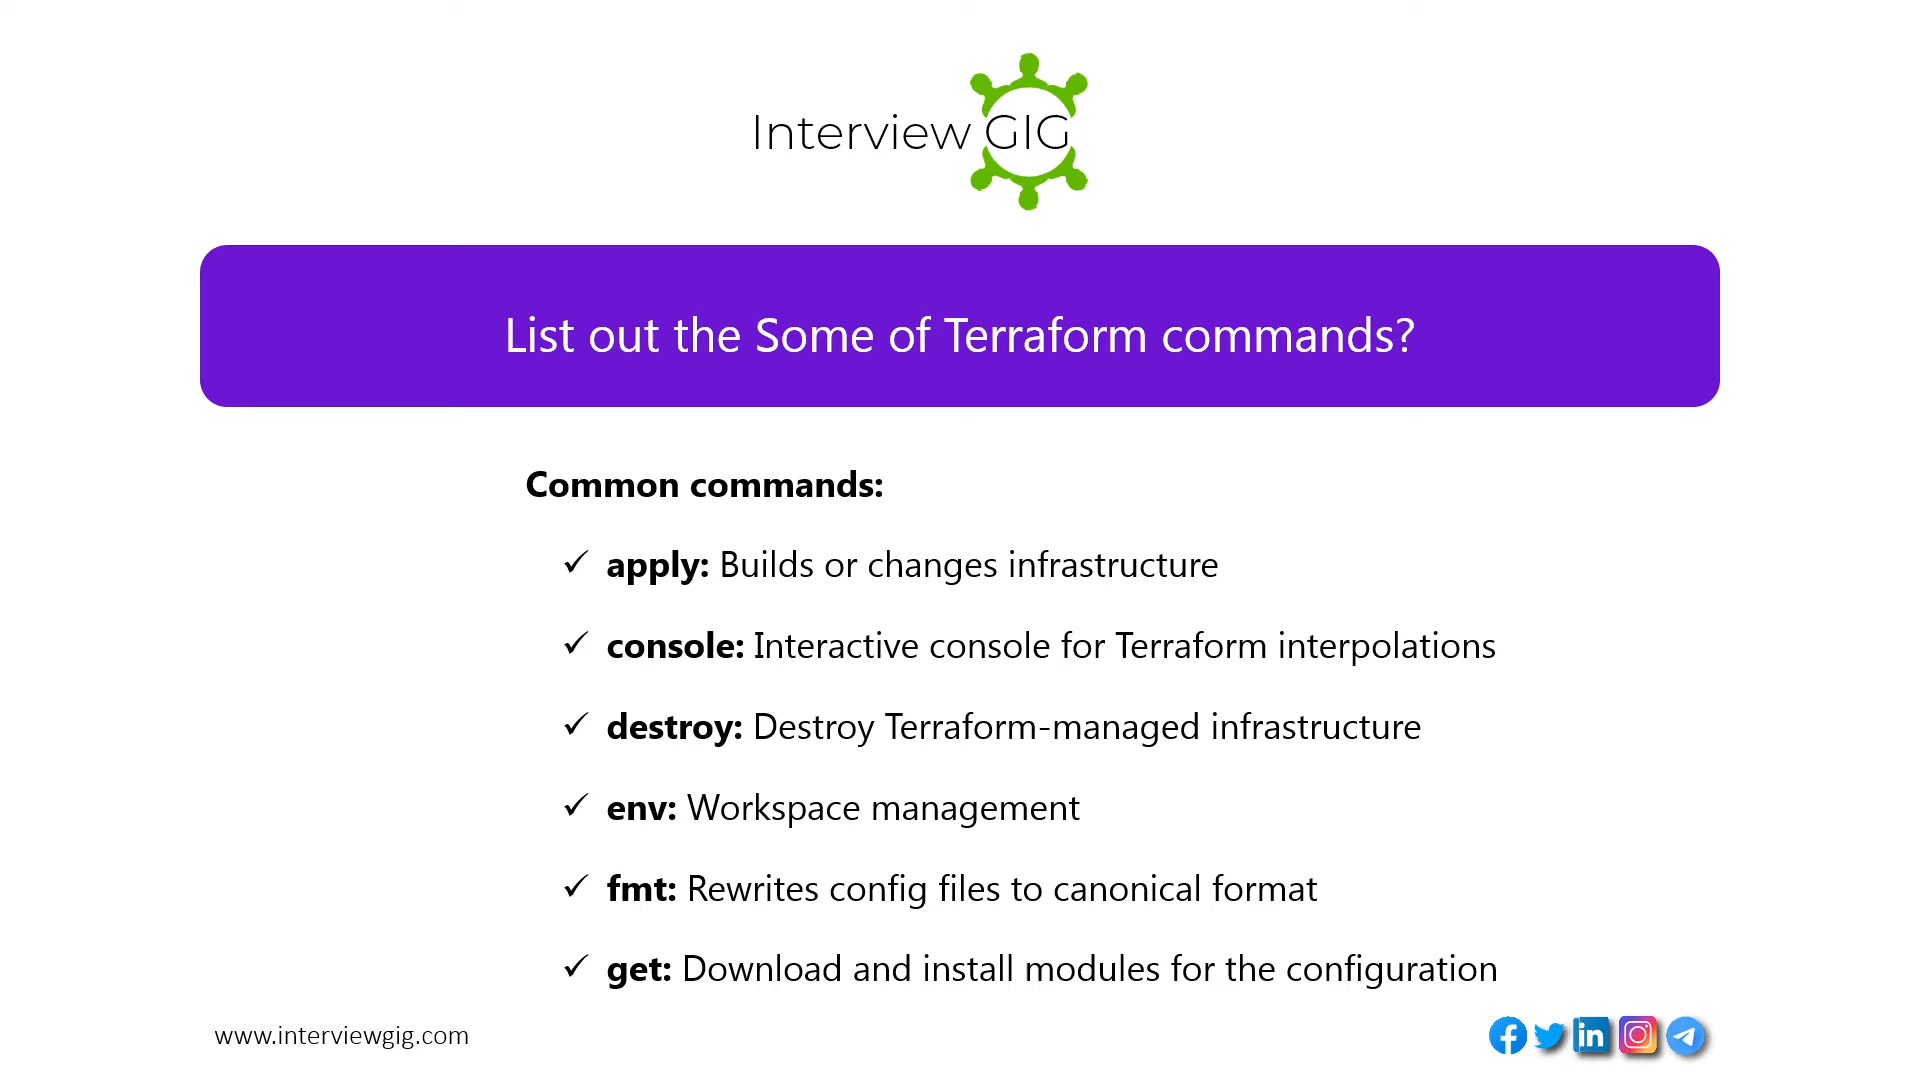 Interview GIG
List out the Some of Terraform commands?
Common commands:
✓ apply: Builds or changes infrastructure
✓ console: Interactive console for Terraform interpolations
✓ destroy: Destroy Terraform-managed infrastructure
✓ env: Workspace management
✓ fmt: Rewrites config files to canonical format
✓ get: Download and install modules for the configuration
www.interviewgig.com